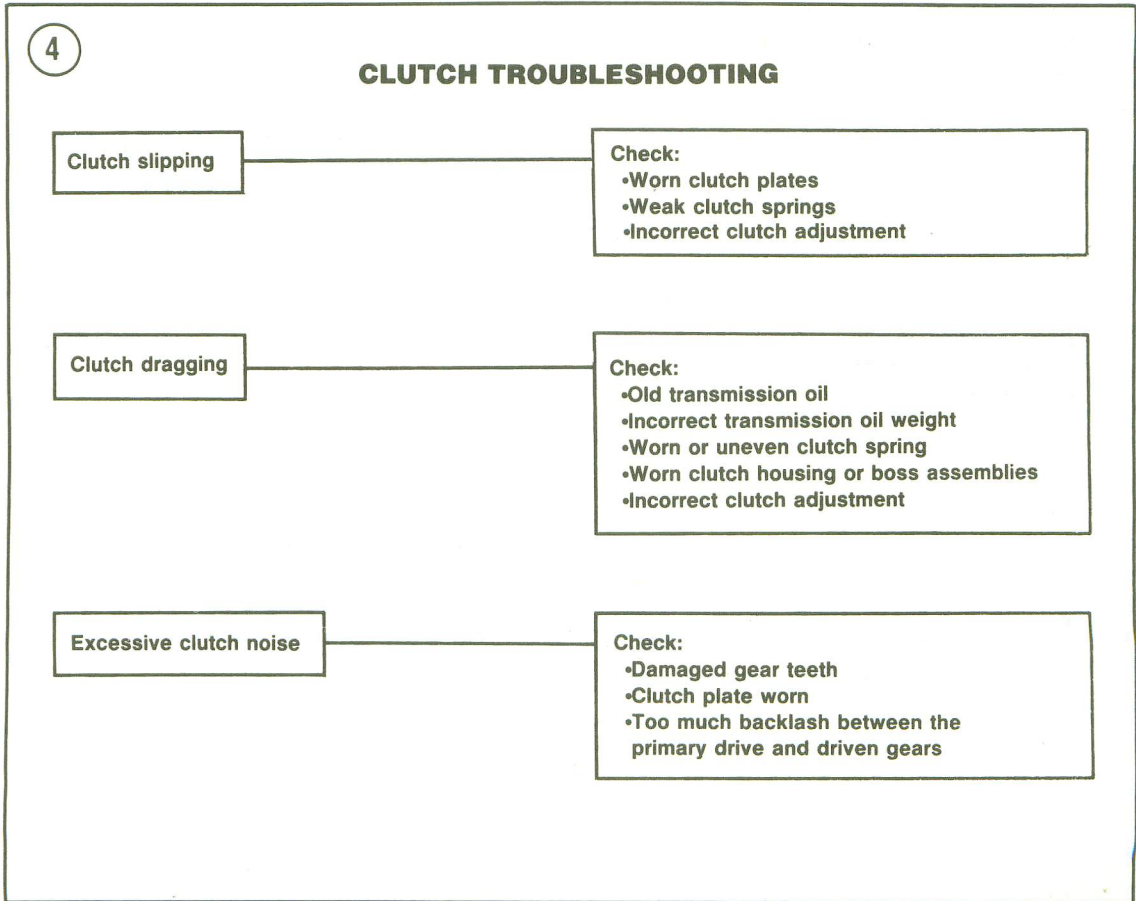 4
CLUTCH TROUBLESHOOTING
Clutch slipping
Check:
•Worn clutch plates
•Weak clutch springs
•Incorrect clutch adjustment
Clutch dragging
Check:
•Old transmission oil
•Incorrect transmission oil weight
•Worn or uneven clutch spring
•Worn clutch housing or boss assemblies
•Incorrect clutch adjustment
Excessive clutch noise
Check:
•Damaged gear teeth
•Clutch plate worn
•Too much backlash between the
primary drive and driven gears